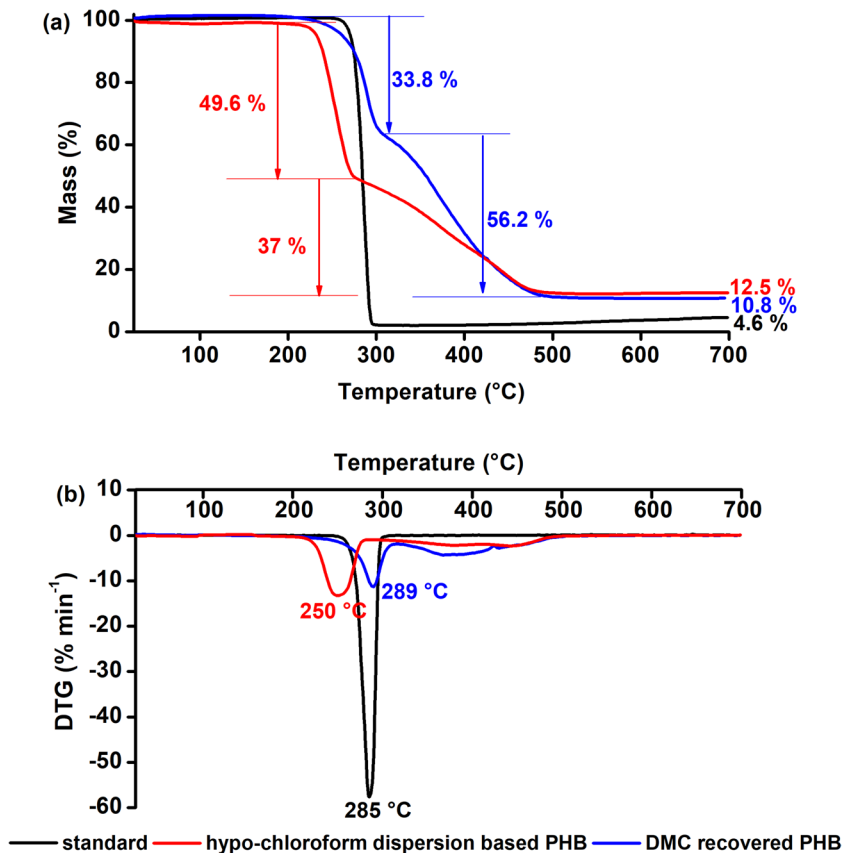 (a)
100
80
60
40
20
0
Mass (%)
33.8 %
49.6 %
56.2 %
37 %
12.5 %
10.8 %
4.6 %
100 200 300 400 500 600 700
Temperature (°C)
Temperature (°C)
(b)
100 200 300 400 500 600 700
10
0
-10
-20
-30
-40
-50
-60
DTG (% min-1)
289 °C
250 °C
285 °C
standard hypo-chloroform dispersion based PHB DMC recovered PHB